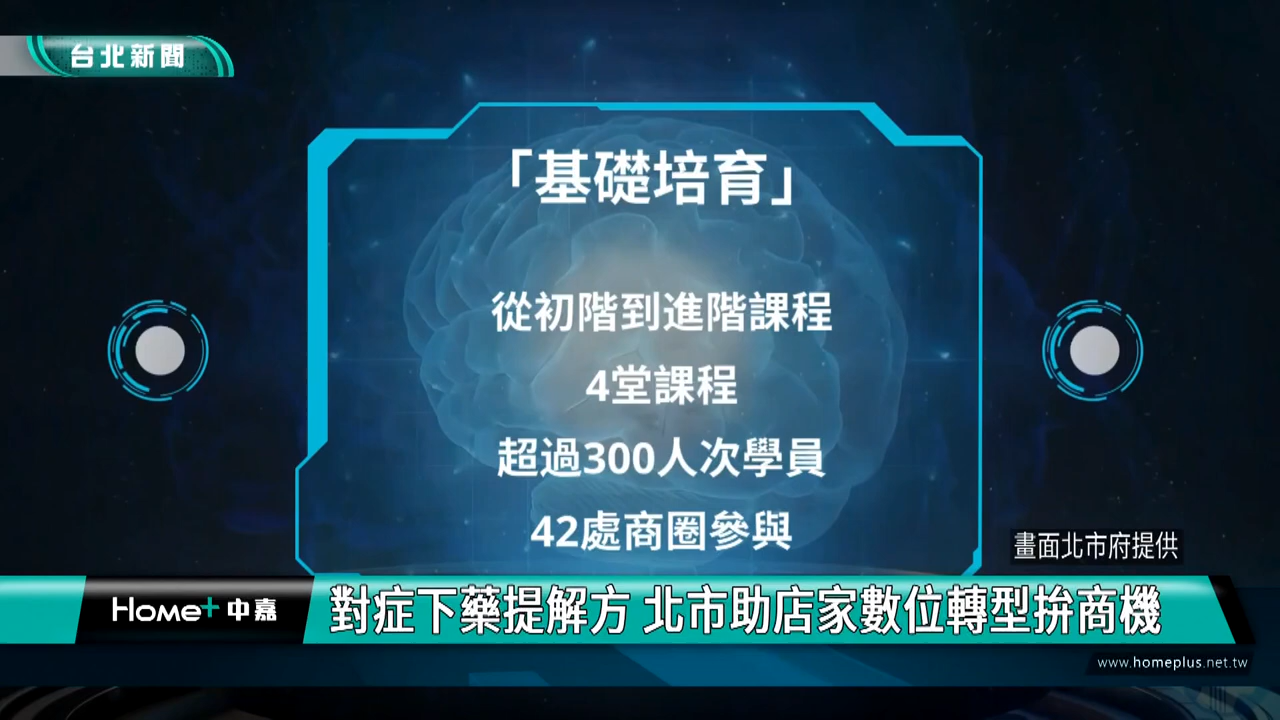 台北新聞
「基礎培育」
從初階到進階課程
4堂課程
超過300人次學員
42處商圈參與
畫面北市府提供
Home+ 中嘉
對症下藥提解方 北市助店家數位轉型拚商機
www.homeplus.net.tw